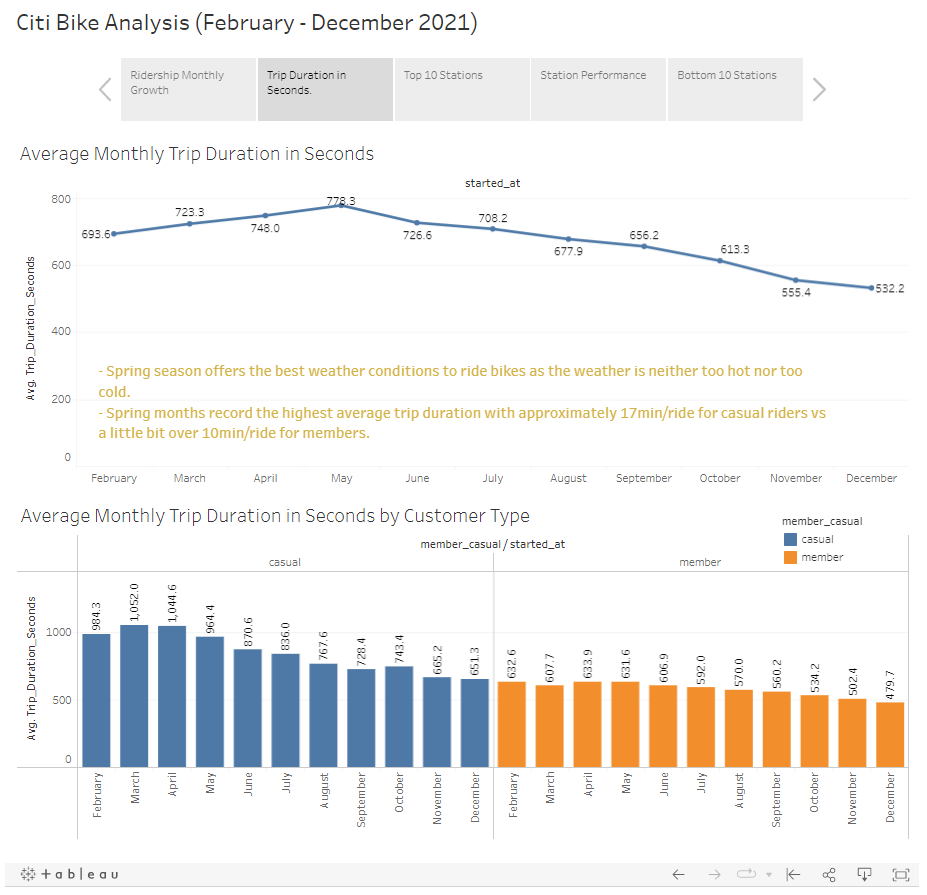 Citi Bike Analysis (February - December 2021)
Ridership Monthly
Growth
Trip Duration in
Seconds.
Top 10 Stations
Station Performance
Bottom 10 Stations
Average Monthly Trip Duration in Seconds
started_at
Avg. Trip_Duration_Seconds
800
600
400
200
0
693.6
723.3
748.0
778.3
726.6
708.2
677.9
656.2
613.3
555.4
532.2
- Spring season offers the best weather conditions to ride bikes as the weather is neither too hot nor too
cold.
- Spring months record the highest average trip duration with approximately 17min/ride for casual riders vs
a little bit over 10min/ride for members.
February March April May June July August September October November December
Average Monthly Trip Duration in Seconds by Customer Type
member_casual
casual
member
member_casual / started_at
casual member
Avg. Trip_Duration_Seconds
1000
500
0
984.3 1,052.0 1,044.6 964.4 870.6 836.0 767.6 728.4 743.4 665.2 651.3 632.6 607.7 633.9 631.6 606.9 592.0 570.0 560.2 534.2 502.4 479.7
February March April May June July August September October November December February March April May June July August September October November December
+ableau